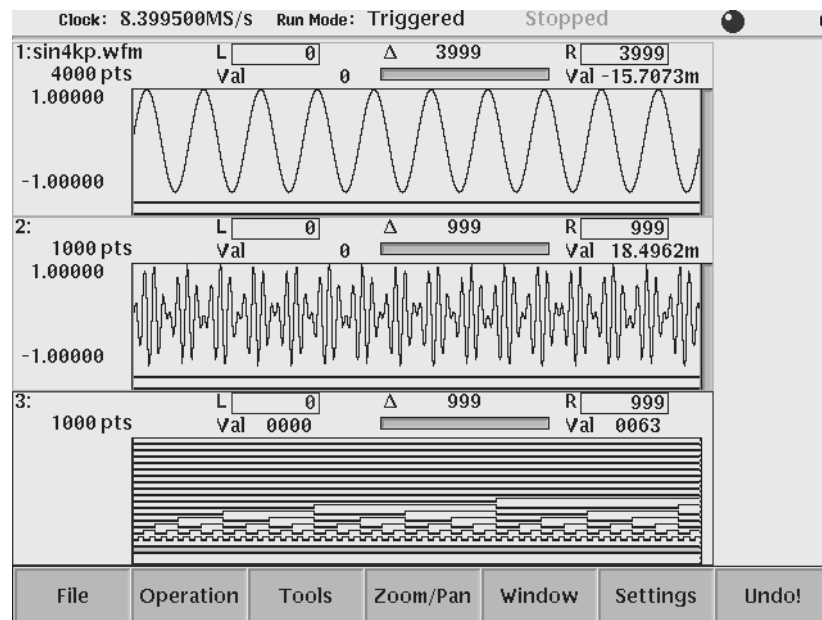 Clock: 8.399500MS/s Run Mode: Triggered Stopped
1:sin4kp.wfm L 0 Δ 3999 R 3999
4000 pts Val 0 Val -15.7073m
1.00000
-1.00000
2: L 0 Δ 999 R 999
1000 pts Val 0 Val 18.4962m
1.00000
-1.00000
3: L 0 Δ 999 R 999
1000 pts Val 0000 Val 0063
File Operation Tools Zoom/Pan Window Settings Undo!